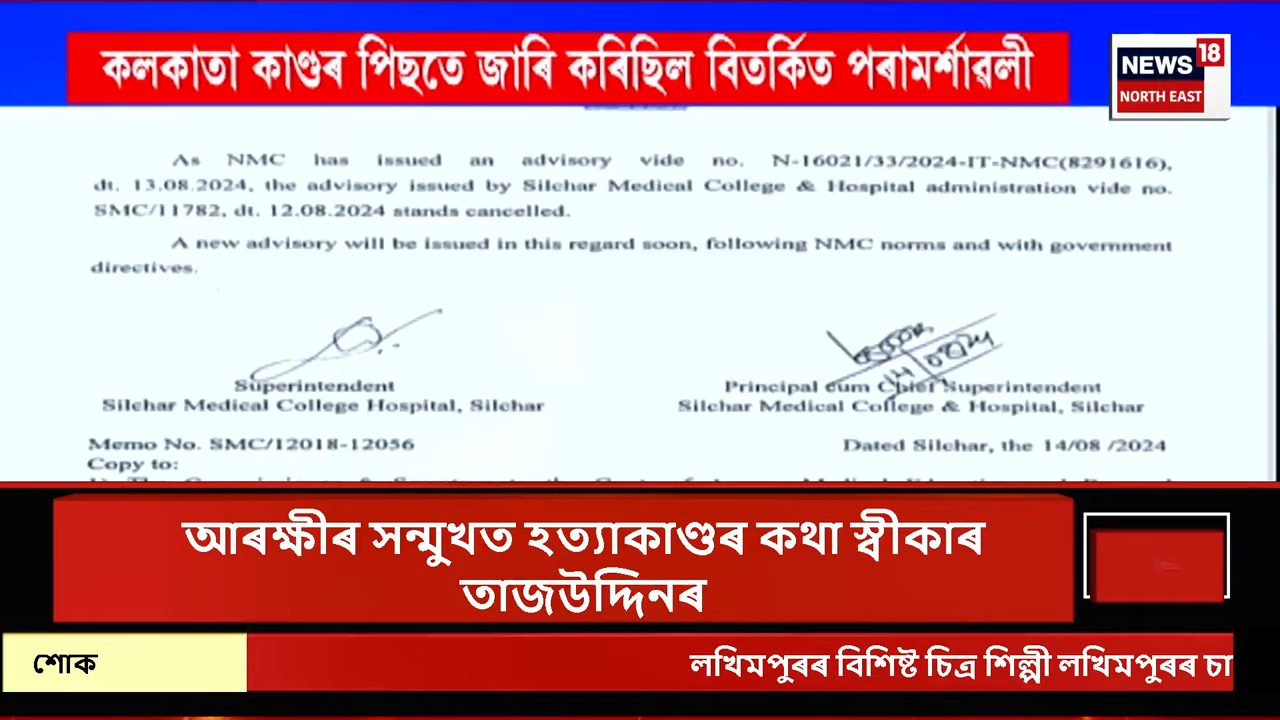 কলকাতা কাণ্ডৰ পিছতে জাৰি কৰিছিল বিতৰ্কিত পৰামৰ্শাৱলী
NEWS 18
NORTH EAST
As NMC has issued an advisory vide no. N-16021/33/2024-IT-NMC(8291616),
dt. 13.08.2024, the advisory issued by Silchar Medical College & Hospital administration vide no.
SMC/11782, dt. 12.08.2024 stands cancelled.
A new advisory will be issued in this regard soon, following NMC norms and with government
directives.
Superintendent
Silchar Medical College Hospital, Silchar
Principal cum Chief Superintendent
Silchar Medical College & Hospital, Silchar
Memo No. SMC/12018-12056
Dated Silchar, the 14/08 /2024
Copy to:
আৰক্ষীৰ সন্মুখত হত্যাকাণ্ডৰ কথা স্বীকাৰ
তাজউদ্দিনৰ
শোক
লখিমপুৰৰ বিশিষ্ট চিত্ৰ শিল্পী লখিমপুৰৰ চা